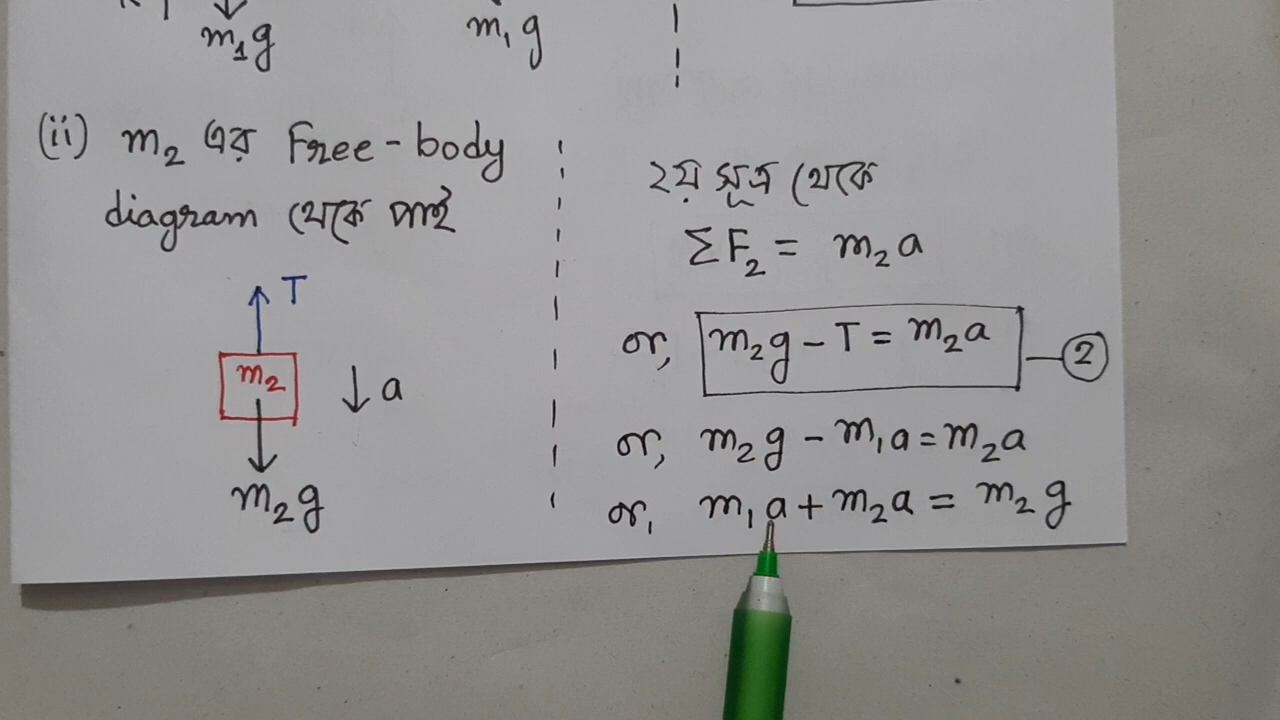 m₁g
m₁g
(ii) m₂ এর Free-body
diagram থেকে পাই
T
m₂
a
m₂g
২য় সূত্র থেকে
ΣF₂ = m₂a
or, m₂g - T = m₂a — 2
or, m₂g - m₁a = m₂a
or, m₁a + m₂a = m₂g